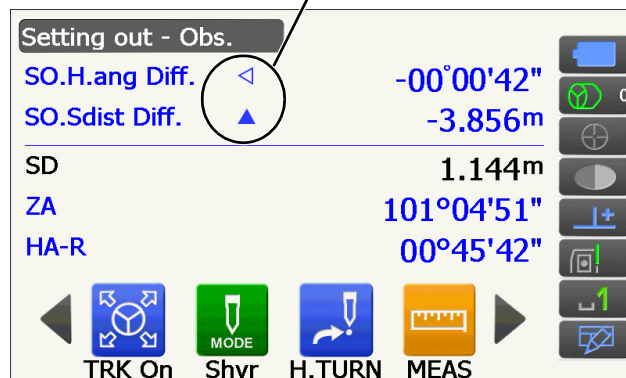 Setting out - Obs.
SO.H.ang Diff. ◁ -00°00'42"
SO.Sdist Diff. ▲ -3.856m
SD 1.144m
ZA 101°04'51"
HA-R 00°45'42"
MODE
TRK On Shvr H.TURN MEAS
0
1